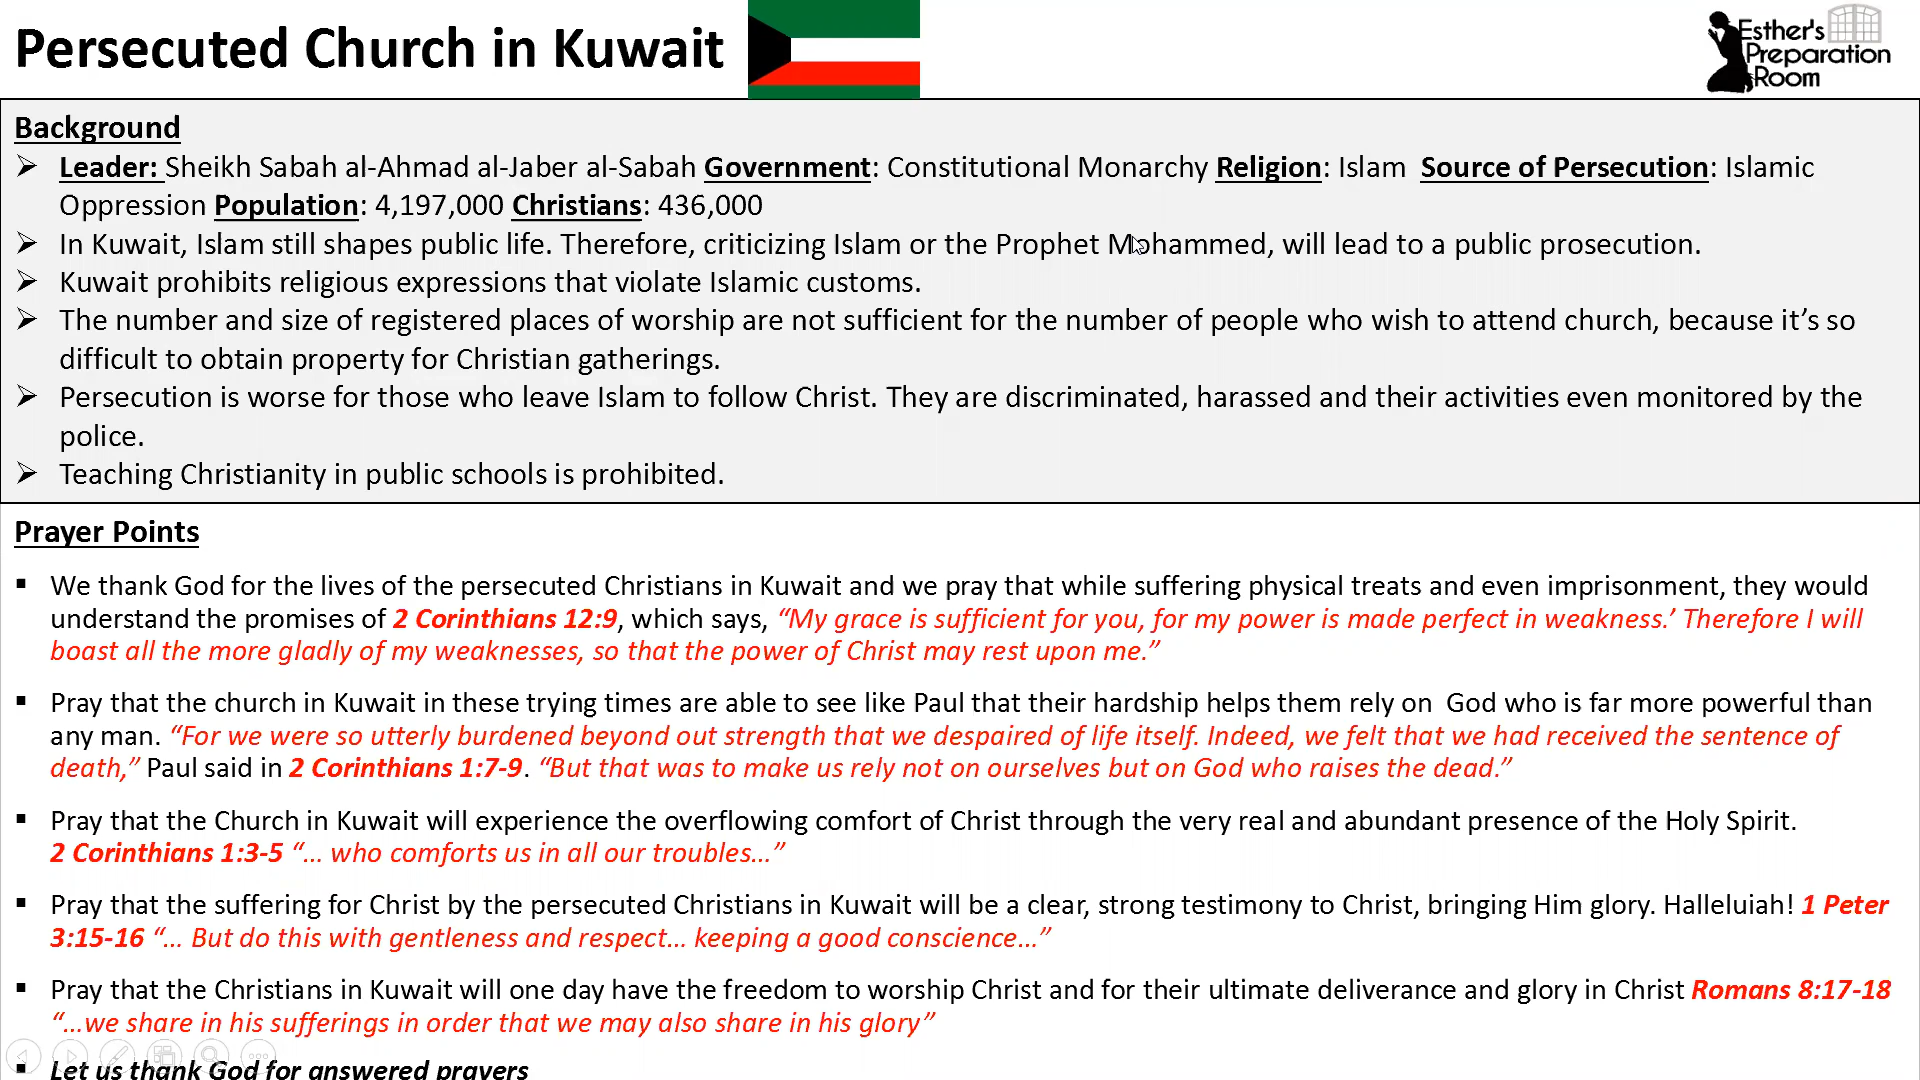 Persecuted Church in Kuwait
Esther's
Preparation
Room
Background
➢ Leader: Sheikh Sabah al-Ahmad al-Jaber al-Sabah Government: Constitutional Monarchy Religion: Islam Source of Persecution: Islamic
Oppression Population: 4,197,000 Christians: 436,000
➢ In Kuwait, Islam still shapes public life. Therefore, criticizing Islam or the Prophet Mohammed, will lead to a public prosecution.
➢ Kuwait prohibits religious expressions that violate Islamic customs.
➢ The number and size of registered places of worship are not sufficient for the number of people who wish to attend church, because it's so
difficult to obtain property for Christian gatherings.
➢ Persecution is worse for those who leave Islam to follow Christ. They are discriminated, harassed and their activities even monitored by the
police.
➢ Teaching Christianity in public schools is prohibited.
Prayer Points
▪ We thank God for the lives of the persecuted Christians in Kuwait and we pray that while suffering physical treats and even imprisonment, they would
understand the promises of 2 Corinthians 12:9, which says, “My grace is sufficient for you, for my power is made perfect in weakness.’ Therefore I will
boast all the more gladly of my weaknesses, so that the power of Christ may rest upon me.”
▪ Pray that the church in Kuwait in these trying times are able to see like Paul that their hardship helps them rely on God who is far more powerful than
any man. “For we were so utterly burdened beyond out strength that we despaired of life itself. Indeed, we felt that we had received the sentence of
death,” Paul said in 2 Corinthians 1:7-9. “But that was to make us rely not on ourselves but on God who raises the dead.”
▪ Pray that the Church in Kuwait will experience the overflowing comfort of Christ through the very real and abundant presence of the Holy Spirit.
2 Corinthians 1:3-5 “… who comforts us in all our troubles…”
▪ Pray that the suffering for Christ by the persecuted Christians in Kuwait will be a clear, strong testimony to Christ, bringing Him glory. Halleluiah! 1 Peter
3:15-16 “… But do this with gentleness and respect… keeping a good conscience…”
▪ Pray that the Christians in Kuwait will one day have the freedom to worship Christ and for their ultimate deliverance and glory in Christ Romans 8:17-18
“…we share in his sufferings in order that we may also share in his glory”
▪ Let us thank God for answered prayers